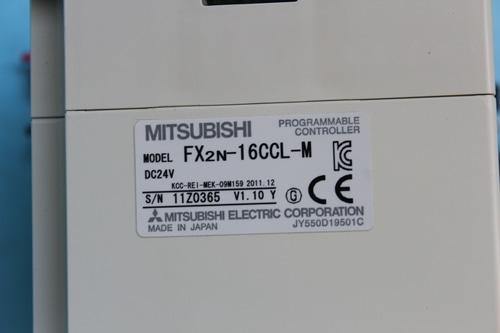 MITSUBISHI PROGRAMMABLE CONTROLLER
MODEL FX2N-16CCL-M
DC24V
KCC-REI-MEK-09M159 2011.12
S/N 11Z0365 V1.10 Y
G CE
MITSUBISHI ELECTRIC CORPORATION
MADE IN JAPAN JY550D19501C